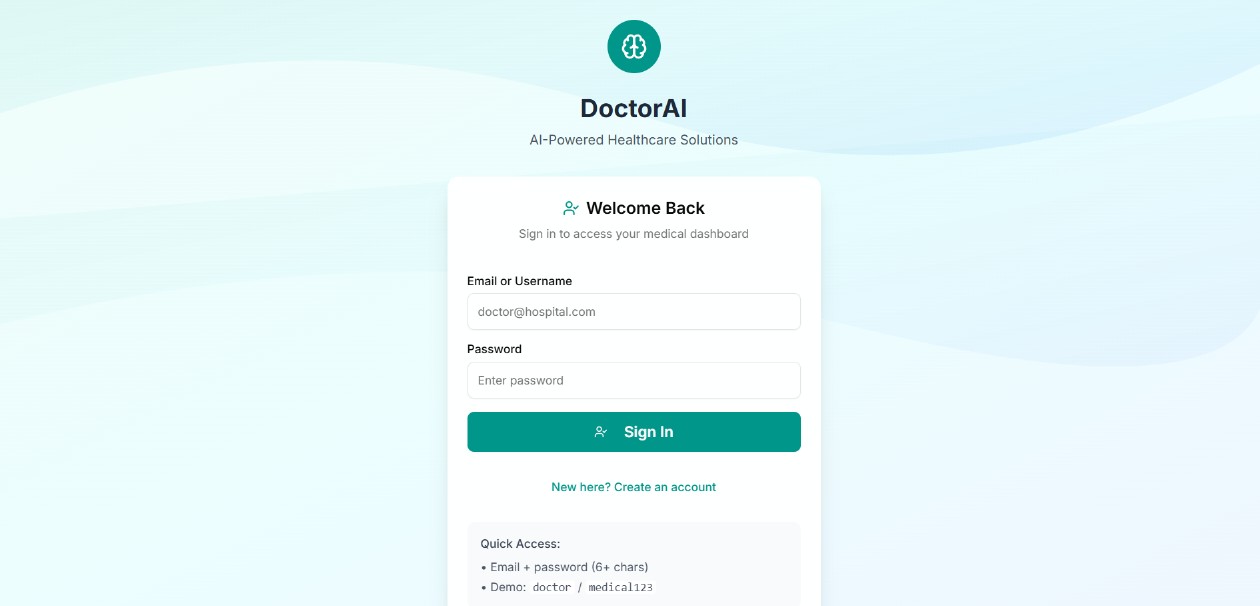 DoctorAI
AI-Powered Healthcare Solutions
Welcome Back
Sign in to access your medical dashboard
Email or Username
doctor@hospital.com
Password
Enter password
Sign In
New here? Create an account
Quick Access:
• Email + password (6+ chars)
• Demo: doctor / medical123